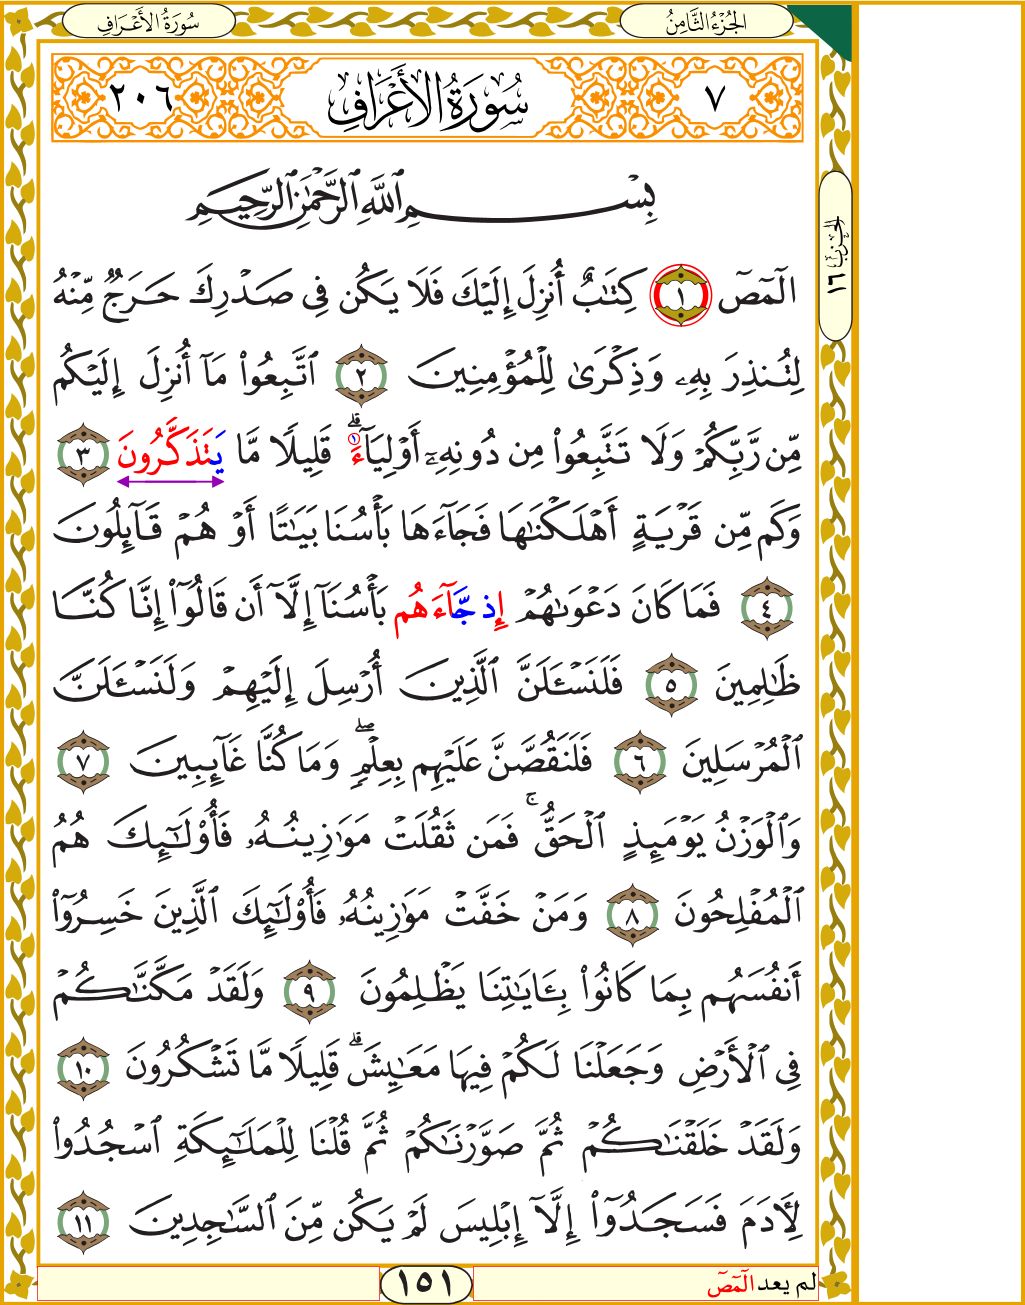 سُورَةُ الأَعْرَافِ
الجُزْءُ الثَّامِنُ
٧ سُورَةُ الأَعْرَافِ ٢٠٦
الحِزْبُ ١٦
بِسْمِ ٱللَّهِ ٱلرَّحْمَٰنِ ٱلرَّحِيمِ
الٓمٓصٓ ١ كِتَٰبٌ أُنزِلَ إِلَيْكَ فَلَا يَكُن فِى صَدْرِكَ حَرَجٌ مِّنْهُ
لِتُنذِرَ بِهِۦ وَذِكْرَىٰ لِلْمُؤْمِنِينَ ٢ ٱتَّبِعُوا۟ مَآ أُنزِلَ إِلَيْكُم
مِّن رَّبِّكُمْ وَلَا تَتَّبِعُوا۟ مِن دُونِهِۦٓ أَوْلِيَآءَۗ ١ قَلِيلًا مَّا يَتَذَكَّرُونَ ٣
وَكَم مِّن قَرْيَةٍ أَهْلَكْنَٰهَا فَجَآءَهَا بَأْسُنَا بَيَٰتًا أَوْ هُمْ قَآئِلُونَ
٤ فَمَا كَانَ دَعْوَىٰهُمْ إِذ جَّآءَهُم بَأْسُنَآ إِلَّآ أَن قَالُوٓا۟ إِنَّا كُنَّا
ظَٰلِمِينَ ٥ فَلَنَسْـَٔلَنَّ ٱلَّذِينَ أُرْسِلَ إِلَيْهِمْ وَلَنَسْـَٔلَنَّ
ٱلْمُرْسَلِينَ ٦ فَلَنَقُصَّنَّ عَلَيْهِم بِعِلْمٍۖ وَمَا كُنَّا غَآئِبِينَ ٧
وَٱلْوَزْنُ يَوْمَئِذٍ ٱلْحَقُّۚ فَمَن ثَقُلَتْ مَوَٰزِينُهُۥ فَأُو۟لَٰٓئِكَ هُمُ
ٱلْمُفْلِحُونَ ٨ وَمَنْ خَفَّتْ مَوَٰزِينُهُۥ فَأُو۟لَٰٓئِكَ ٱلَّذِينَ خَسِرُوٓا۟
أَنفُسَهُم بِمَا كَانُوا۟ بِـَٔايَٰتِنَا يَظْلِمُونَ ٩ وَلَقَدْ مَكَّنَّٰكُمْ
فِى ٱلْأَرْضِ وَجَعَلْنَا لَكُمْ فِيهَا مَعَٰيِشَۗ قَلِيلًا مَّا تَشْكُرُونَ ١٠
وَلَقَدْ خَلَقْنَٰكُمْ ثُمَّ صَوَّرْنَٰكُمْ ثُمَّ قُلْنَا لِلْمَلَٰٓئِكَةِ ٱسْجُدُوا۟
لِـَٔادَمَ فَسَجَدُوٓا۟ إِلَّآ إِبْلِيسَ لَمْ يَكُن مِّنَ ٱلسَّٰجِدِينَ ١١
١٥١
لم يعد الٓمٓصٓ